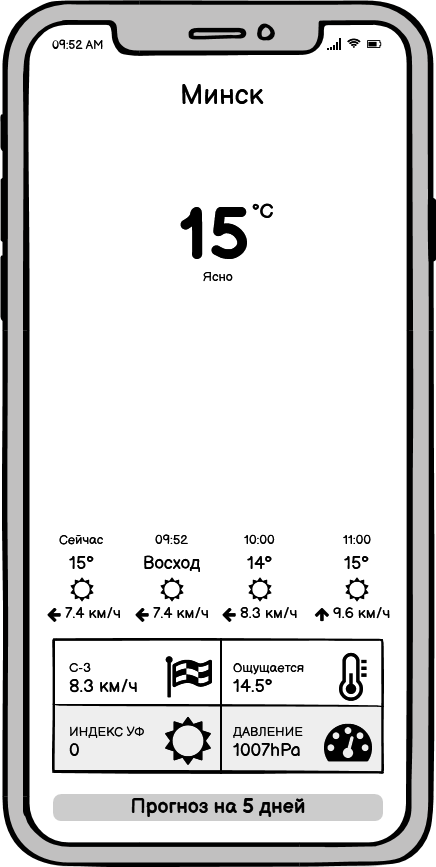 09:52 AM
Минск
15 °C
Ясно
Сейчас 09:52 10:00 11:00
15° Восход 14° 15°
7.4 км/ч 7.4 км/ч 8.3 км/ч 9.6 км/ч
С-З
8.3 км/ч
Ощущается
14.5°
ИНДЕКС УФ
0
ДАВЛЕНИЕ
1007hPa
Прогноз на 5 дней